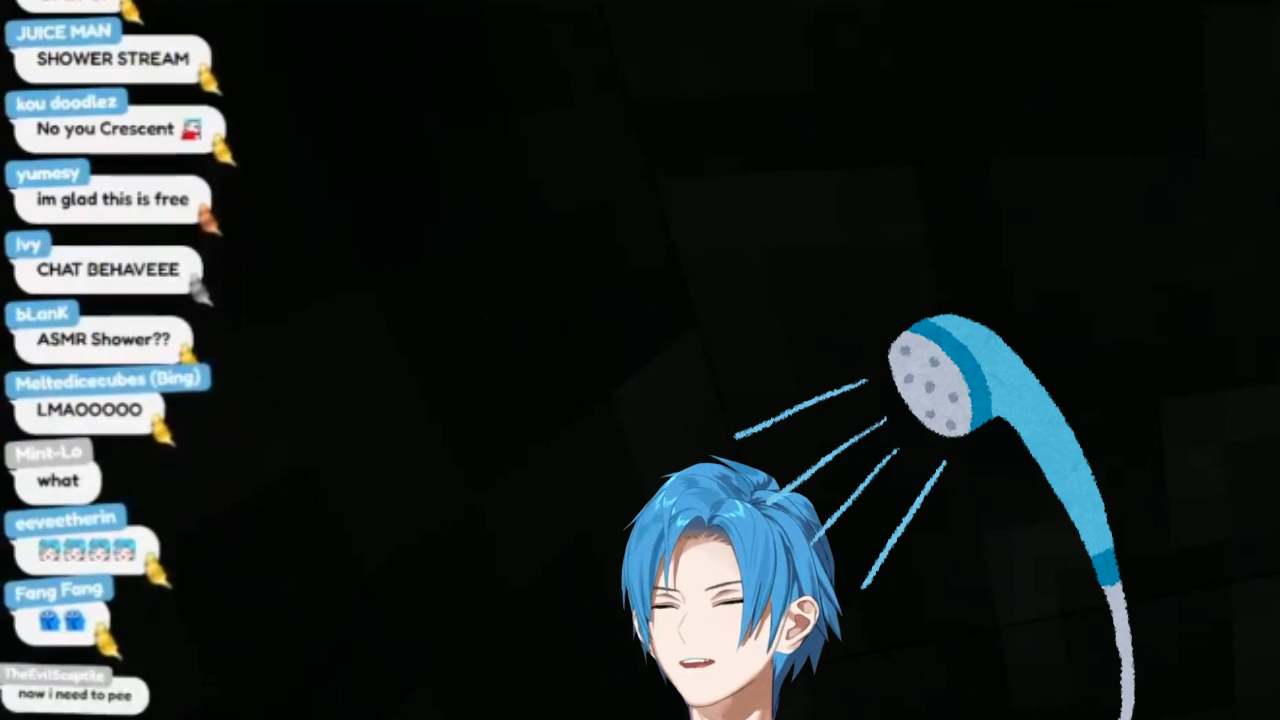 JUICE MAN
SHOWER STREAM
kou doodlez
No you Crescent
yumesy
im glad this is free
ivy
CHAT BEHAVEEE
bLanK
ASMR Shower??
Meltedicecubes (Bing)
LMAOOOOO
Mint-Lo
what
eeveetherin
Fang Fang
TheEvilSceptile
now i need to pee